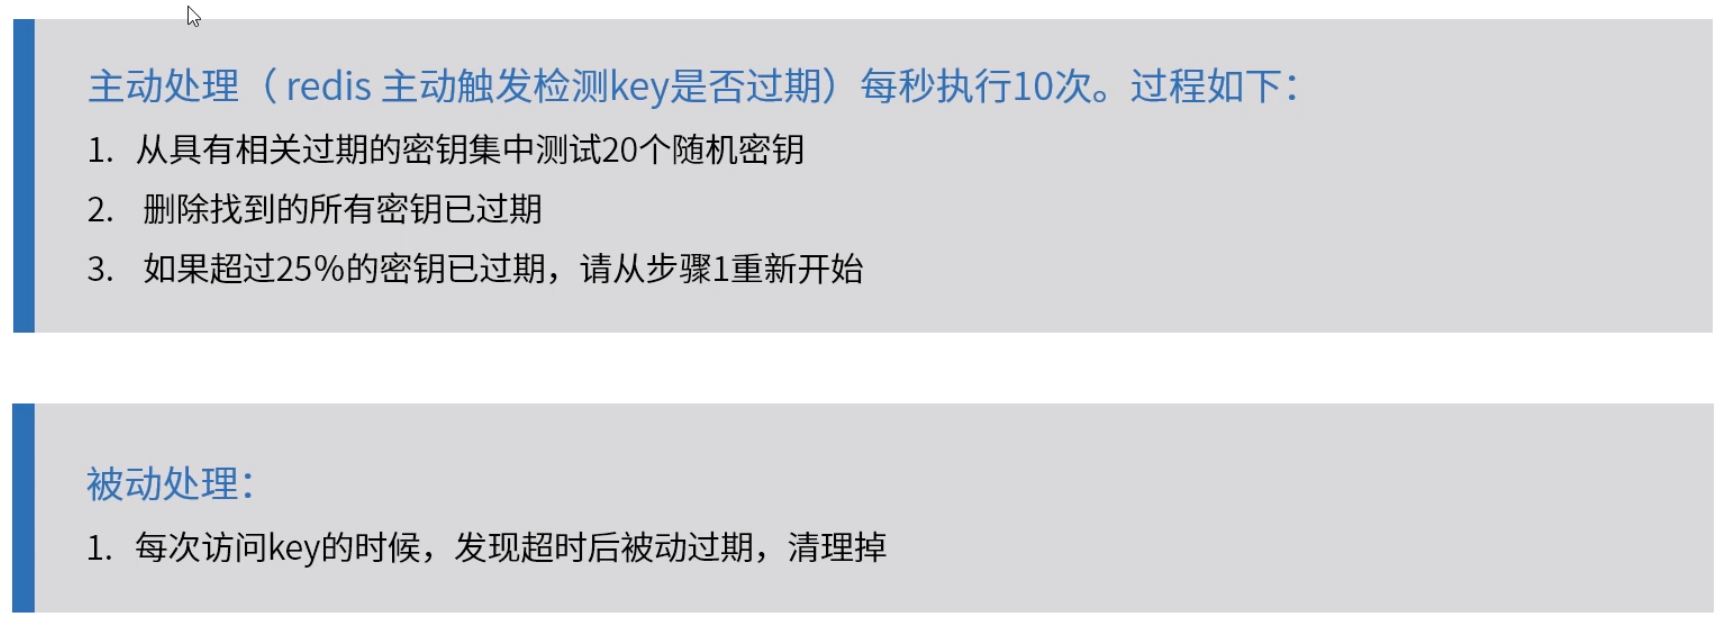 主动处理（ redis 主动触发检测key是否过期）每秒执行10次。过程如下：
1. 从具有相关过期的密钥集中测试20个随机密钥
2. 删除找到的所有密钥已过期
3. 如果超过25%的密钥已过期，请从步骤1重新开始
被动处理：
1. 每次访问key的时候，发现超时后被动过期，清理掉